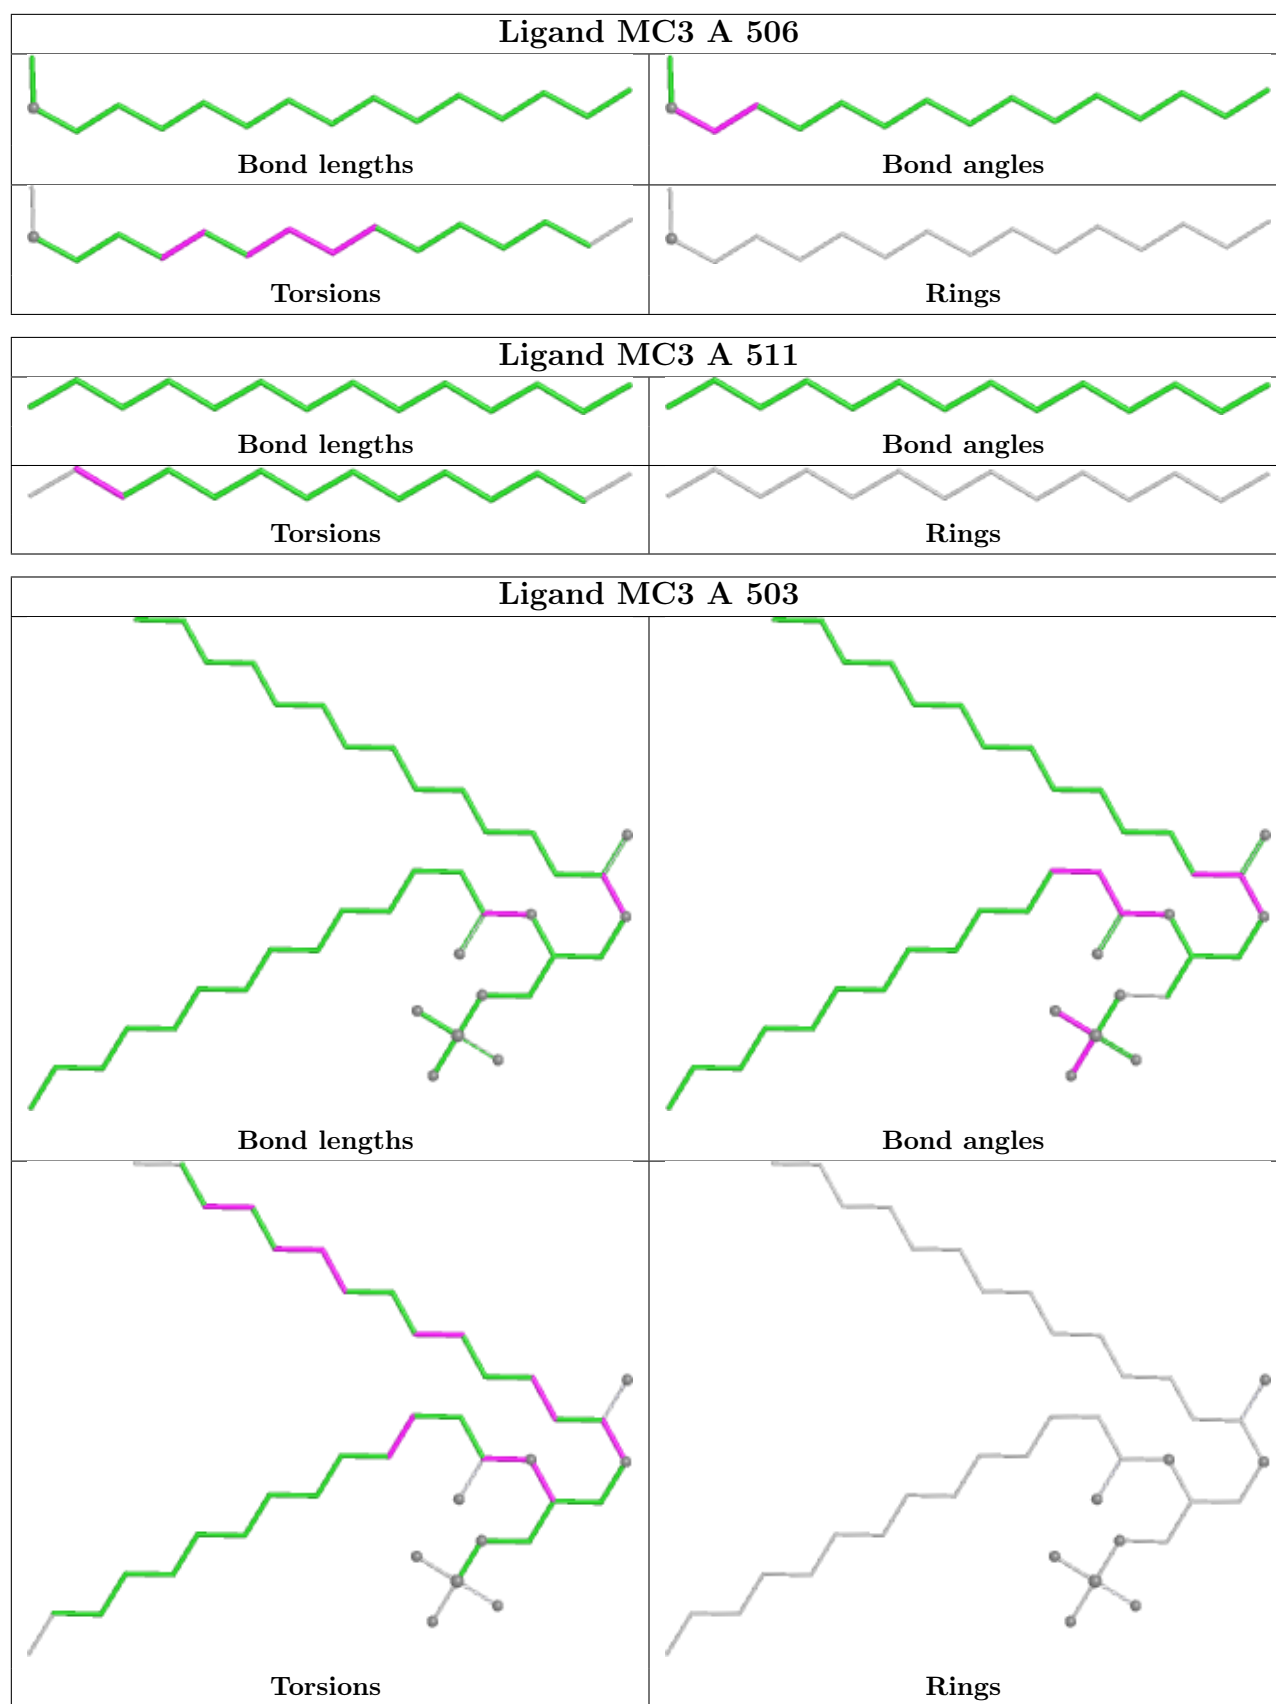 Ligand MC3 A 506
Bond lengths
Bond angles
Torsions
Rings
Ligand MC3 A 511
Bond lengths
Bond angles
Torsions
Rings
Ligand MC3 A 503
Bond lengths
Bond angles
Torsions
Rings